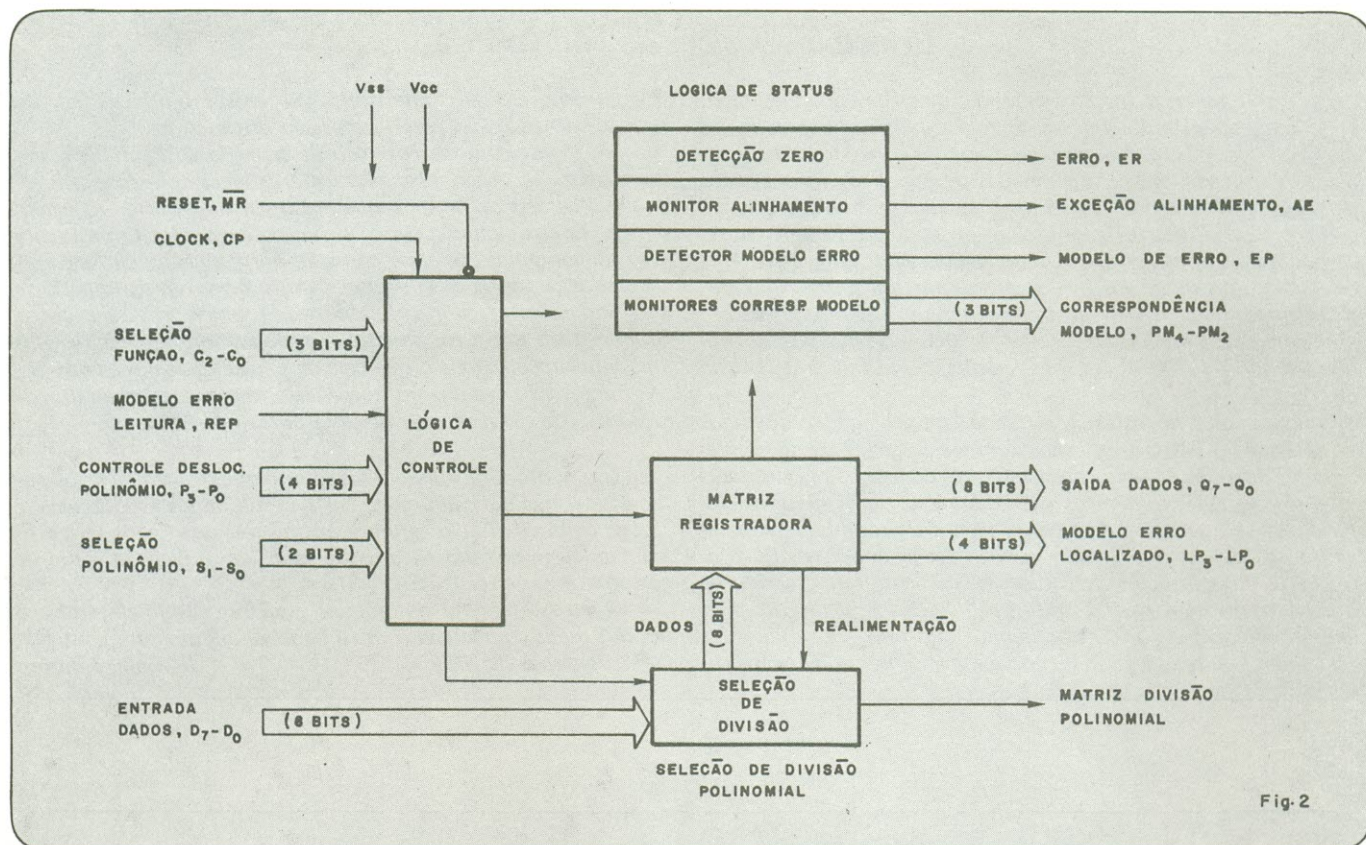 Vss Vcc
LOGICA DE STATUS
RESET, M̅R̅
CLOCK, CP
DETECÇÃO ZERO
ERRO, ER
MONITOR ALINHAMENTO
EXCEÇÃO ALINHAMENTO, AE
DETECTOR MODELO ERRO
MODELO DE ERRO, EP
MONITORES CORRESP. MODELO
(3 BITS)
CORRESPONDÊNCIA
MODELO, PM₄-PM₂
SELEÇÃO
FUNÇAO, C₂-C₀
(3 BITS)
MODELO ERRO
LEITURA, REP
LÓGICA
DE
CONTROLE
CONTROLE DESLOC.
POLINÔMIO, P₃-P₀
(4 BITS)
SELEÇÃO
POLINÔMIO, S₁-S₀
(2 BITS)
MATRIZ
REGISTRADORA
(8 BITS)
SAÍDA DADOS, Q₇-Q₀
(4 BITS)
MODELO ERRO
LOCALIZADO, LP₃-LP₀
DADOS
(8 BITS)
REALIMENTAÇÃO
ENTRADA
DADOS, D₇-D₀
(8 BITS)
SELEÇÃO
DE
DIVISÃO
MATRIZ DIVISÃO
POLINOMIAL
SELEÇÃO DE DIVISÃO
POLINOMIAL
Fig. 2